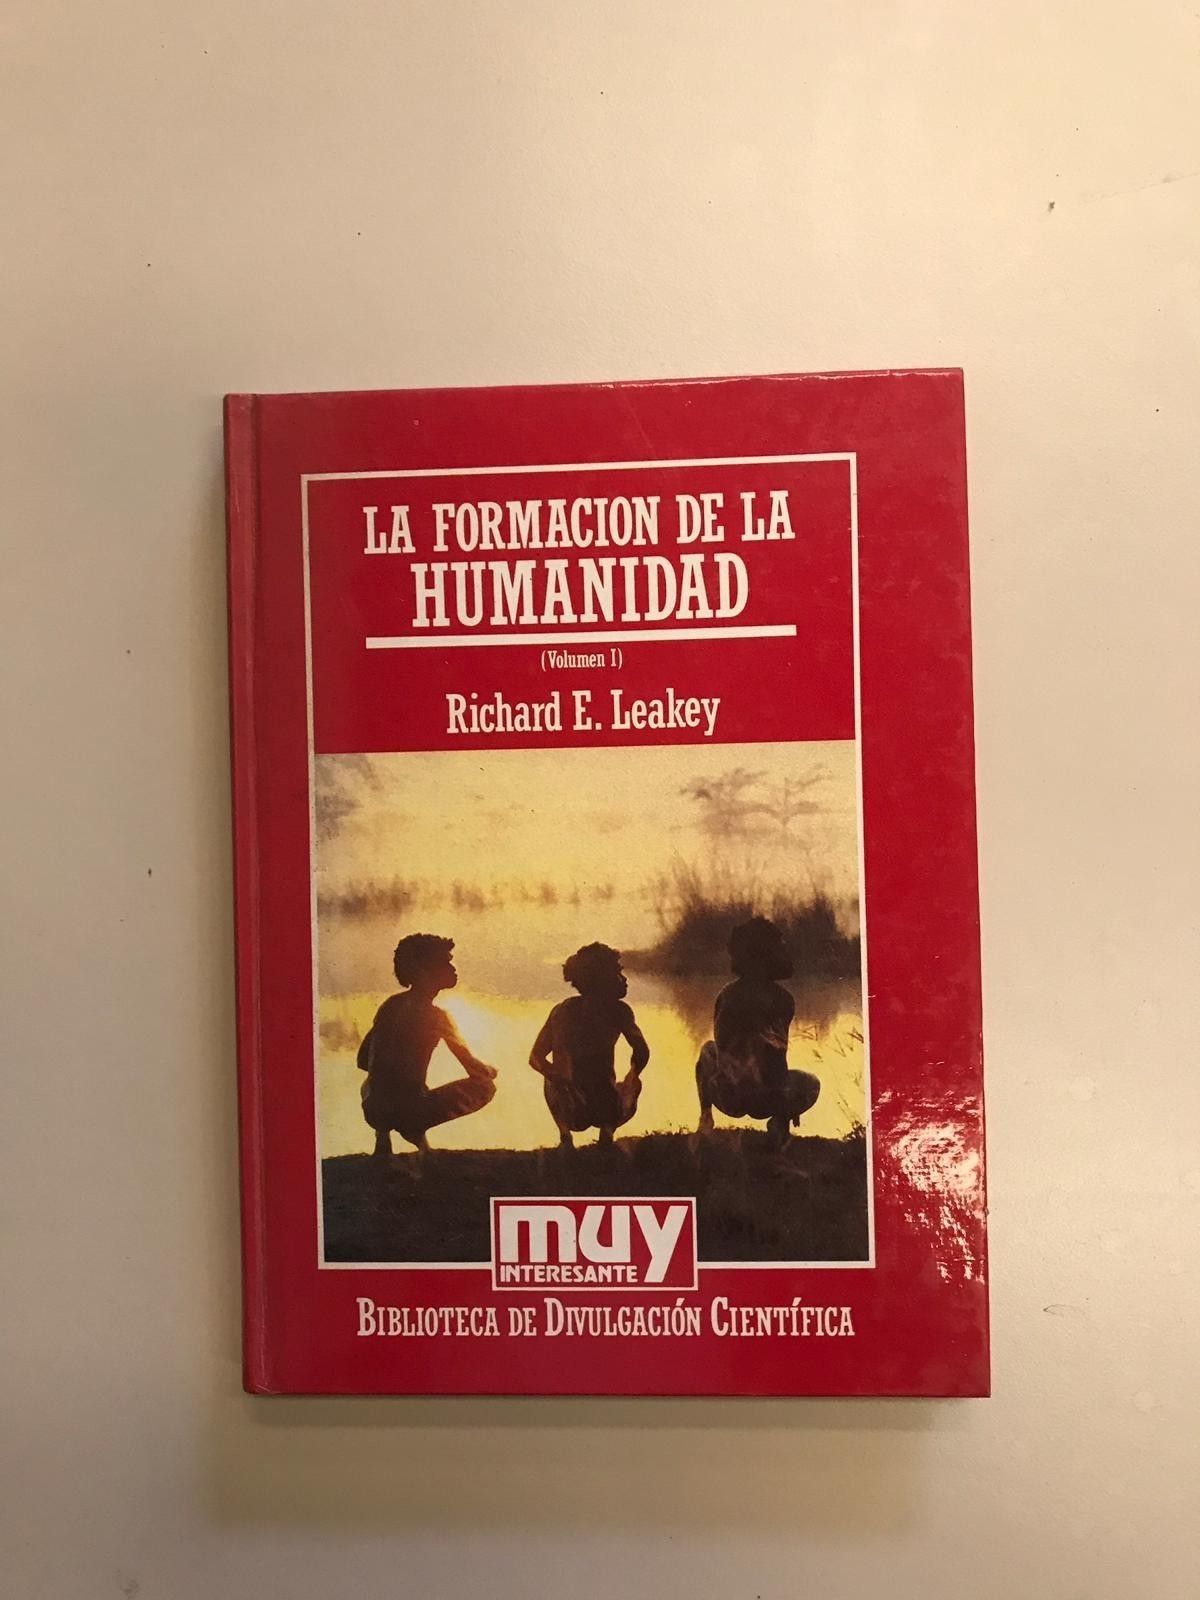 LA FORMACION DE LA
HUMANIDAD
(Volumen I)
Richard E. Leakey
muy
INTERESANTE
BIBLIOTECA DE DIVULGACIÓN CIENTÍFICA